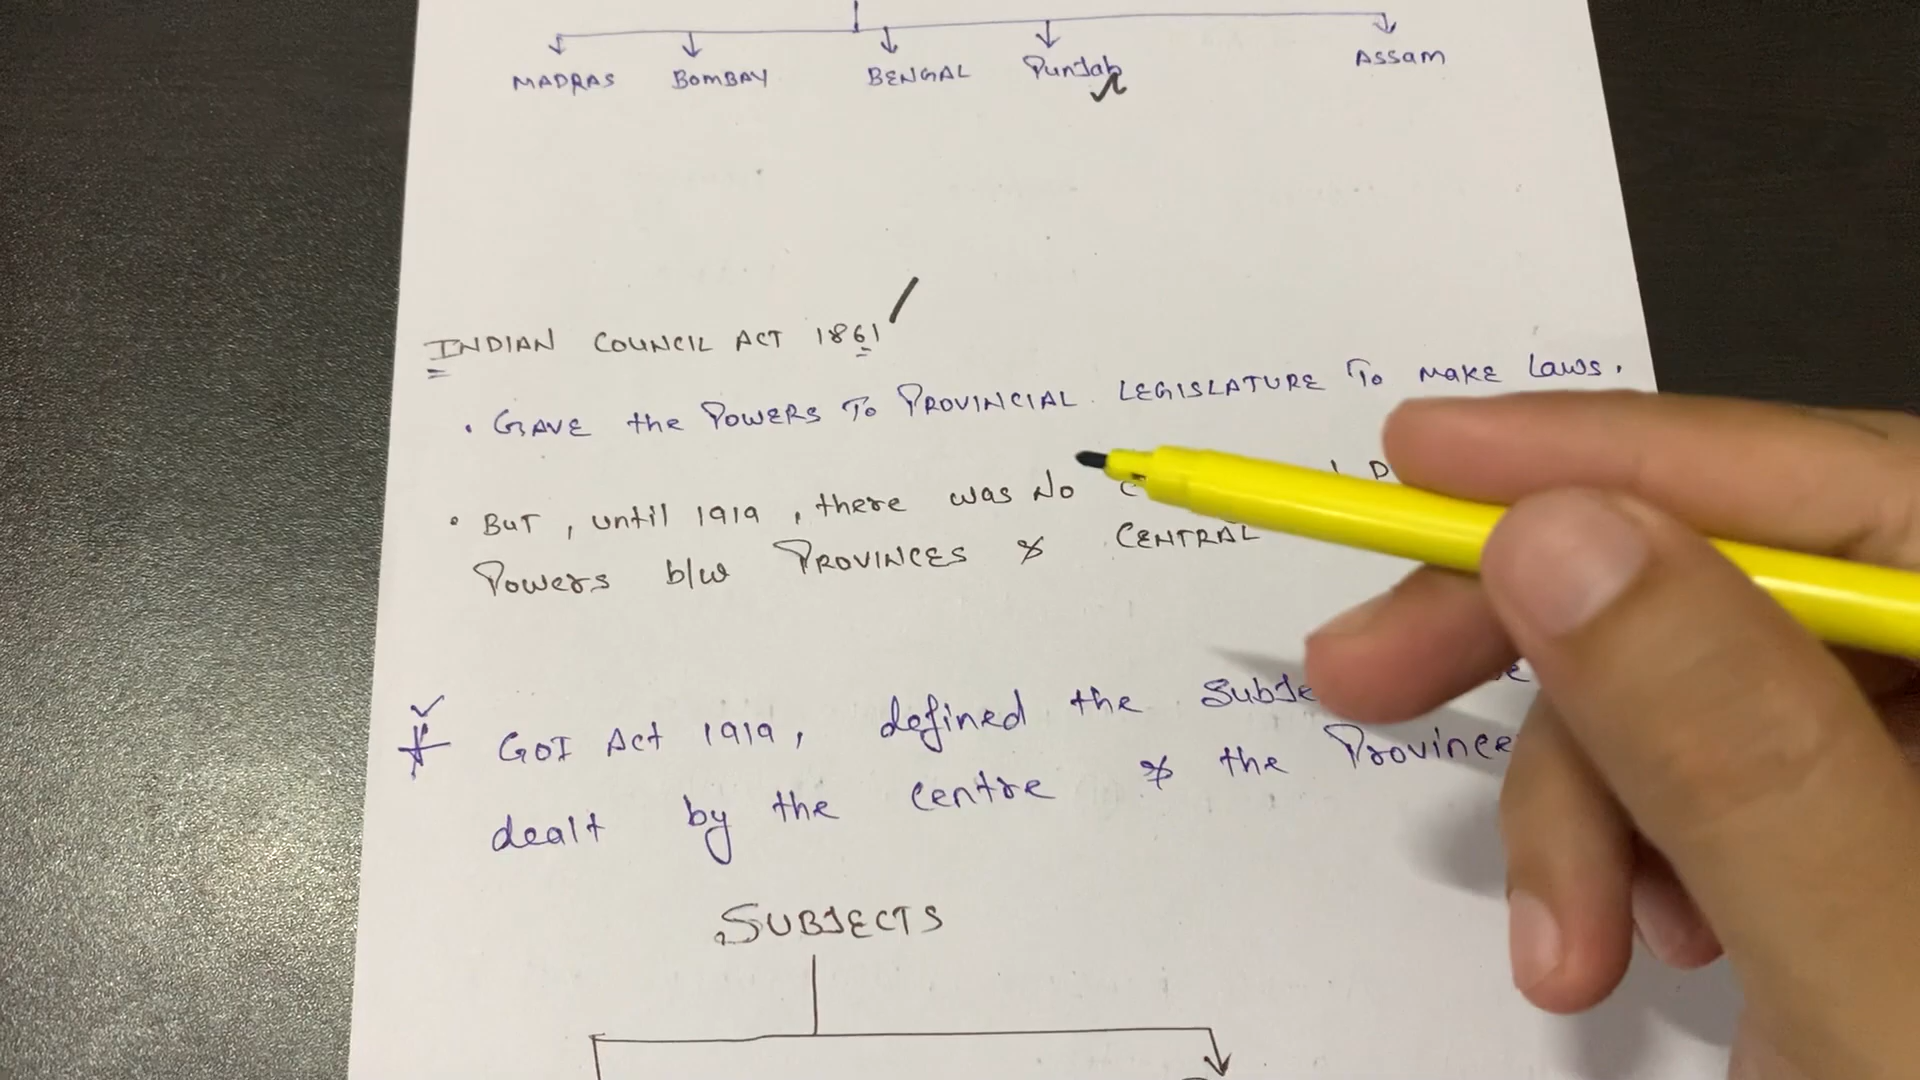 MADRAS BOMBAY BENGAL Punjab ASSAM
INDIAN COUNCIL ACT 1861
• GAVE the POWERS TO PROVINCIAL LEGISLATURE TO MAKE LAWS.
• BUT, until 1919, there was No
Powers b/w PROVINCES & CENTRAL
GOI Act 1919, defined the
dealt by the centre & the
SUBJECTS